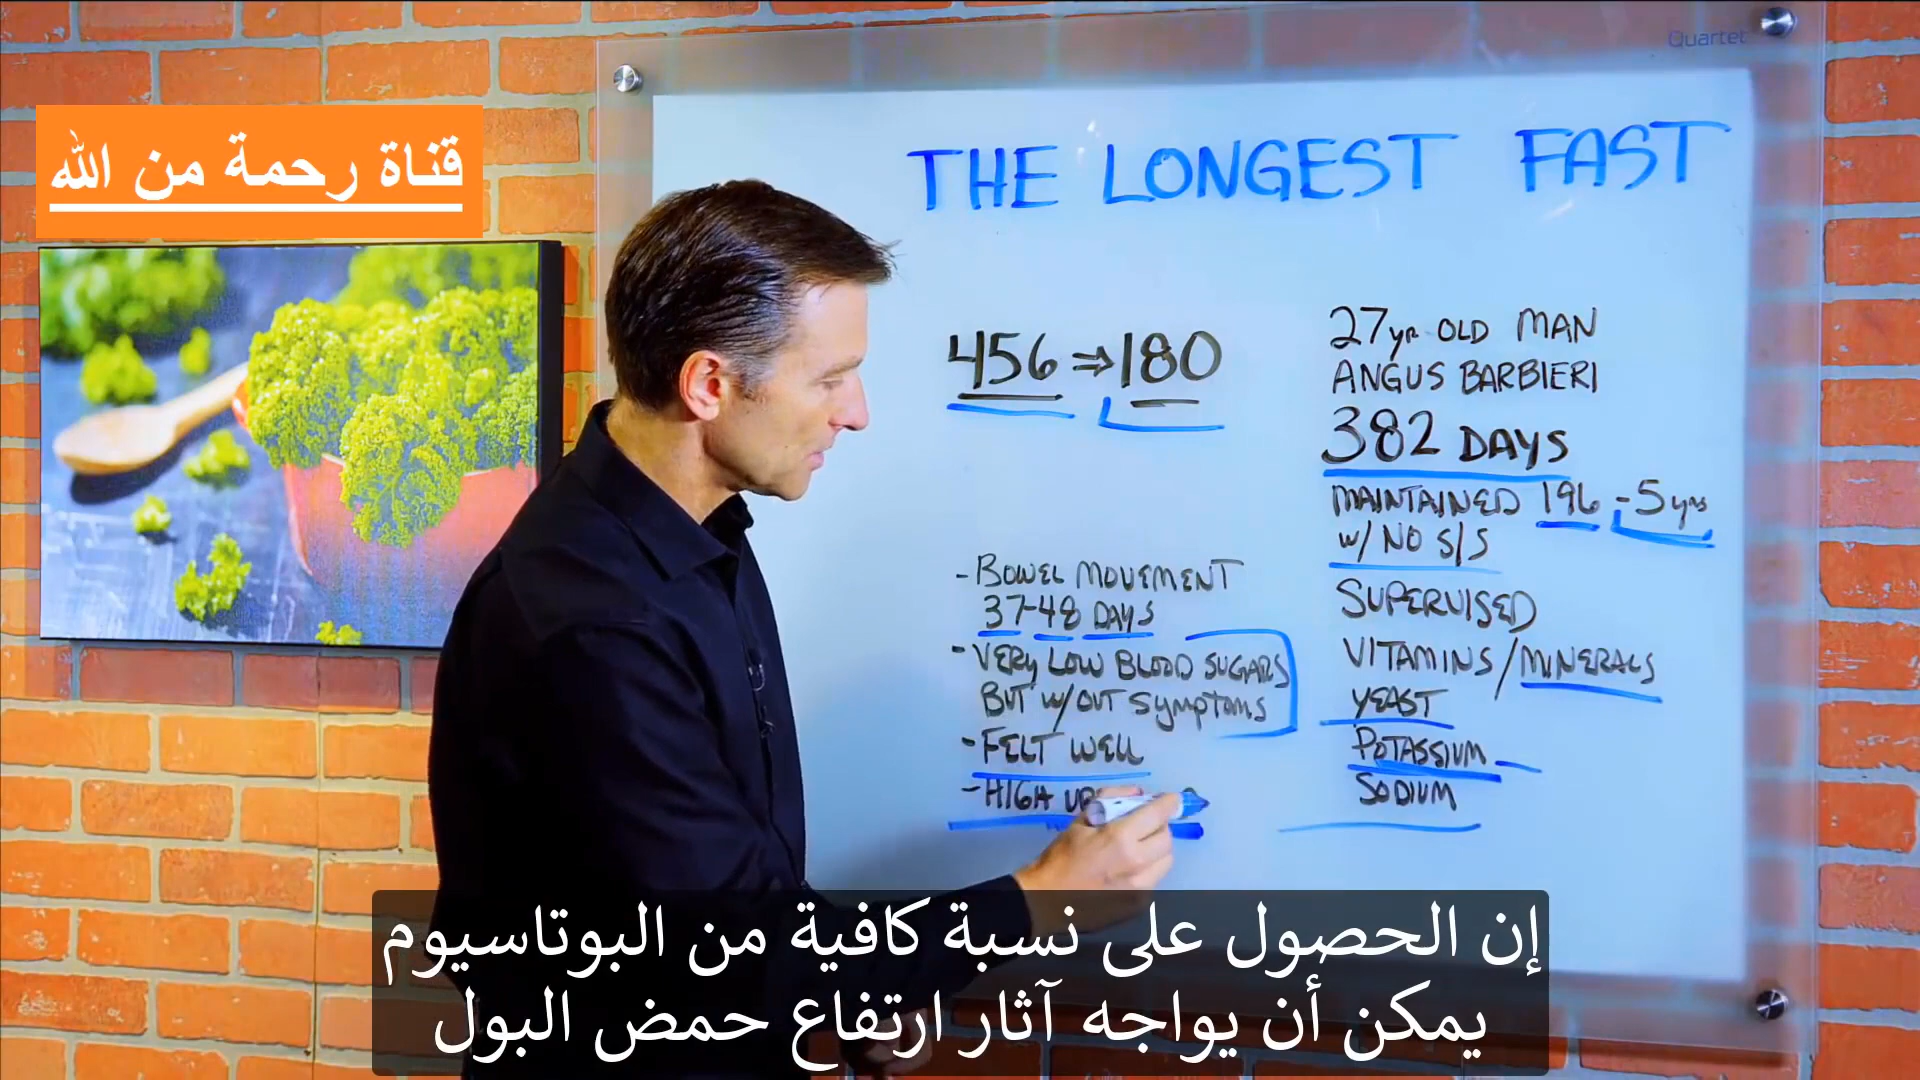 Quartet
قناة رحمة من الله
THE LONGEST FAST
456 ⇒ 180
- BOWEL MOVEMENT
37-48 DAYS
- VERY LOW BLOOD SUGARS
BUT W/OUT SYMPTOMS
- FELT WELL
- HIGH
27yr OLD MAN
ANGUS BARBIERI
382 DAYS
MAINTAINED 196 - 5yrs
W/ NO S/S
SUPERVISED
VITAMINS/MINERALS
YEAST
POTASSIUM
SODIUM
إن الحصول على نسبة كافية من البوتاسيوم
يمكن أن يواجه آثار ارتفاع حمض البول